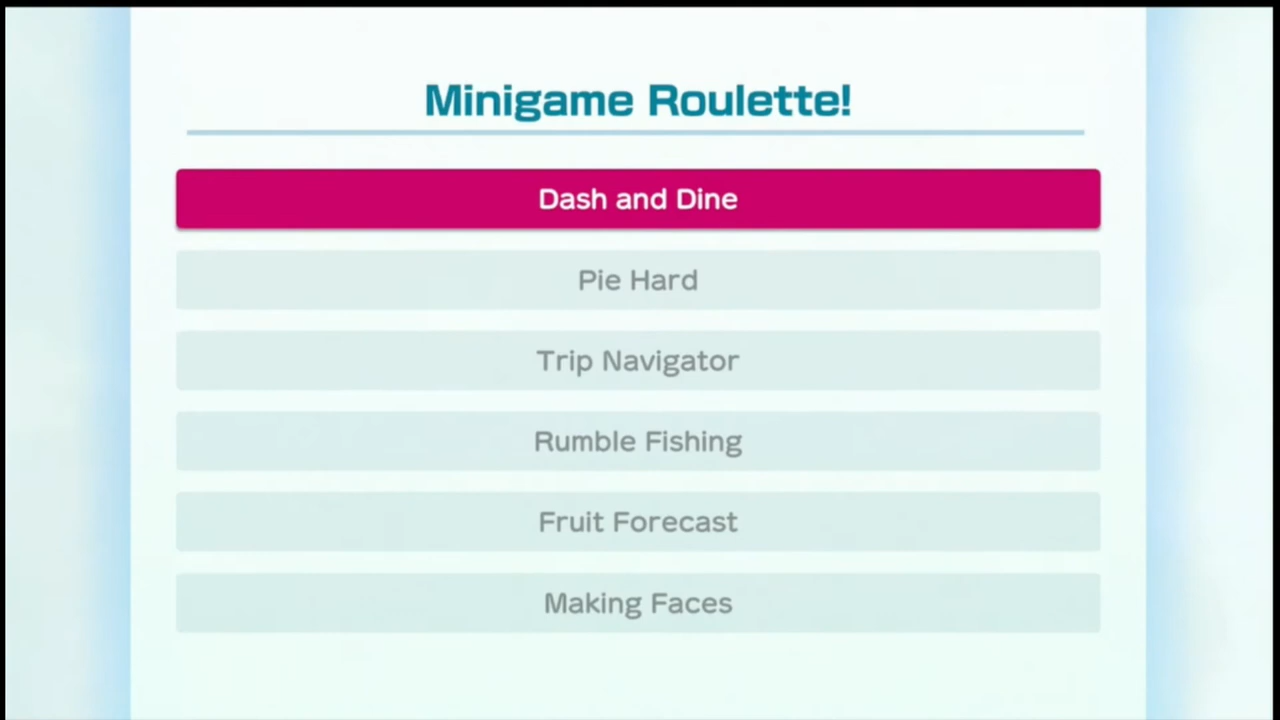 Minigame Roulette!
Dash and Dine
Pie Hard
Trip Navigator
Rumble Fishing
Fruit Forecast
Making Faces